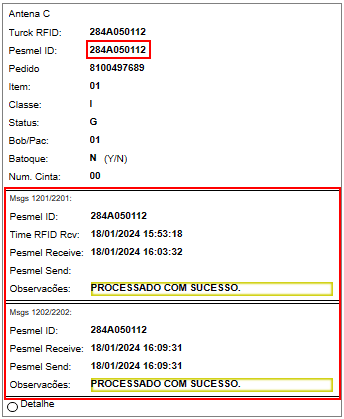 Antena C
Turck RFID: 284A050112
Pesmel ID: 284A050112
Pedido 8100497689
Item: 01
Classe: I
Status: G
Bob/Pac: 01
Batoque: N (Y/N)
Num. Cinta: 00
Msgs 1201/2201:
Pesmel ID: 284A050112
Time RFID Rcv: 18/01/2024 15:53:18
Pesmel Receive: 18/01/2024 16:03:32
Pesmel Send:
Observacões: PROCESSADO COM SUCESSO.
Msgs 1202/2202:
Pesmel ID: 284A050112
Pesmel Receive: 18/01/2024 16:09:31
Pesmel Send: 18/01/2024 16:09:31
Observacões: PROCESSADO COM SUCESSO.
Detalhe